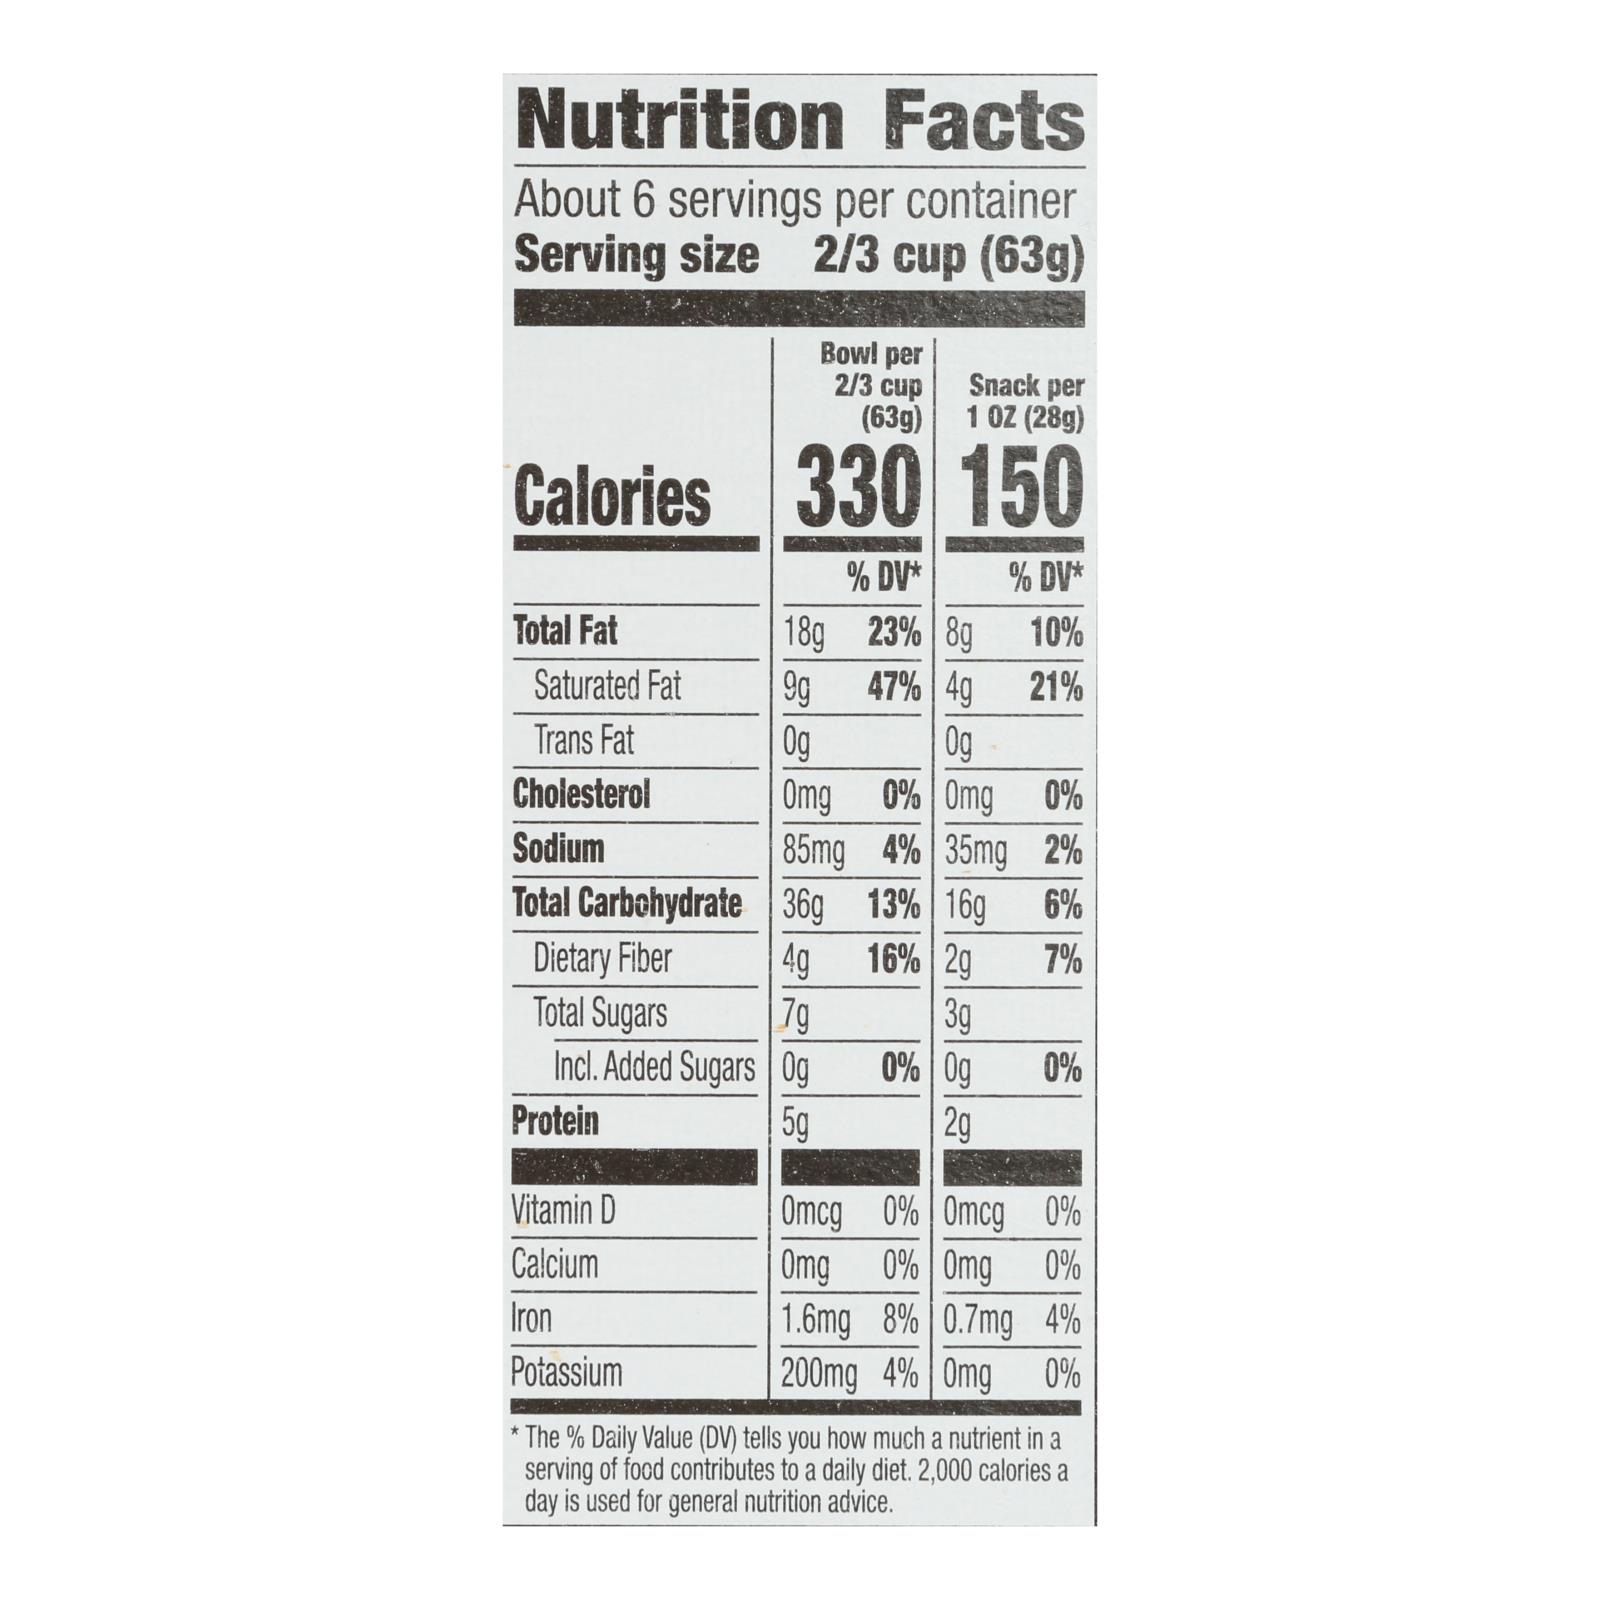 Nutrition Facts
About 6 servings per container
Serving size 2/3 cup (63g)
Bowl per
2/3 cup
(63g)
Snack per
1 OZ (28g)
Calories 330 150
% DV* % DV*
Total Fat 18g 23% 8g 10%
Saturated Fat 9g 47% 4g 21%
Trans Fat 0g 0g
Cholesterol 0mg 0% 0mg 0%
Sodium 85mg 4% 35mg 2%
Total Carbohydrate 36g 13% 16g 6%
Dietary Fiber 4g 16% 2g 7%
Total Sugars 7g 3g
Incl. Added Sugars 0g 0% 0g 0%
Protein 5g 2g
Vitamin D 0mcg 0% 0mcg 0%
Calcium 0mg 0% 0mg 0%
Iron 1.6mg 8% 0.7mg 4%
Potassium 200mg 4% 0mg 0%
* The % Daily Value (DV) tells you how much a nutrient in a
serving of food contributes to a daily diet. 2,000 calories a
day is used for general nutrition advice.